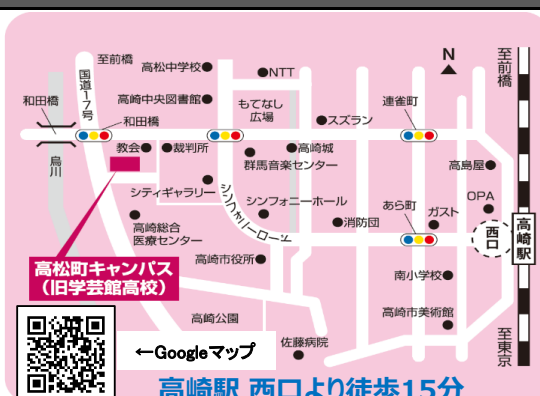 至前橋
高松中学校
NTT
N
至前橋
国道17号
高崎中央図書館
もてなし
広場
連雀町
和田橋
和田橋
スズラン
教会
裁判所
高崎城
群馬音楽センター
高島屋
烏川
シティギャラリー
シンフォニーホール
あら町
OPA
シンフォニーロード
消防団
ガスト
西口
高崎駅
高崎総合
医療センター
高松町キャンパス
（旧学芸館高校）
高崎市役所
南小学校
高崎公園
高崎市美術館
←Googleマップ
佐藤病院
至東京
高崎駅 西口より徒歩15分